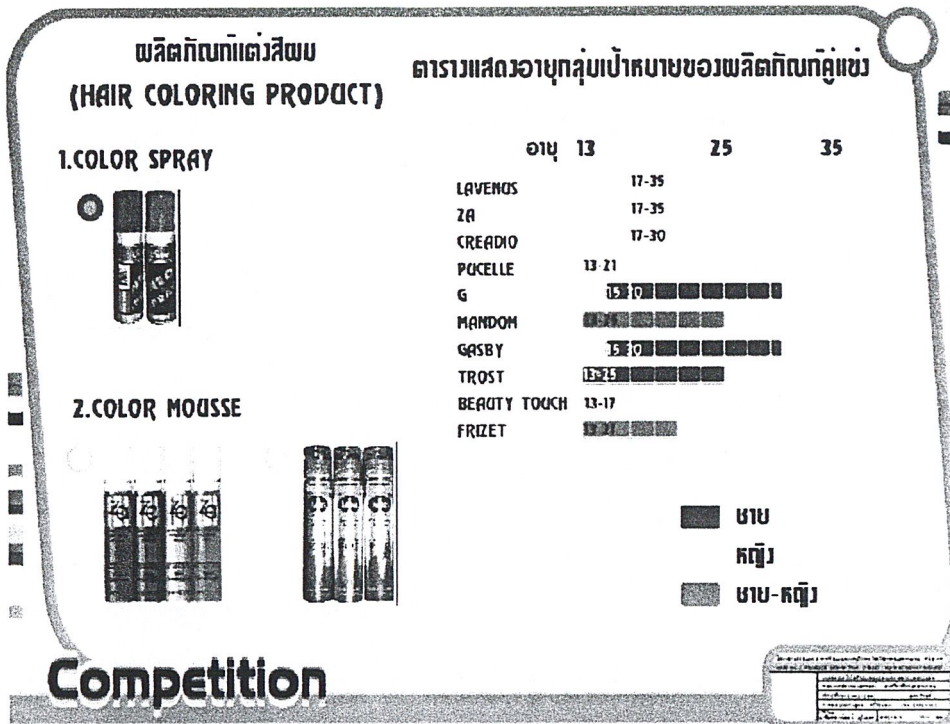 ผลิตภัณฑ์แต่งสีผม
(HAIR COLORING PRODUCT)
1.COLOR SPRAY
2.COLOR MOUSSE
ตารางแสดงอายุกลุ่มเป้าหมายของผลิตภัณฑ์คู่แข่ง
อายุ 13 25 35
LAVENUS 17-35
ZA 17-35
CREADIO 17-30
PUCELLE 13-21
G 15-30
MANDOM
GASBY 15-30
TROST 13-25
BEAUTY TOUCH 13-17
FRIZET
ชาย
หญิง
ชาย-หญิง
Competition